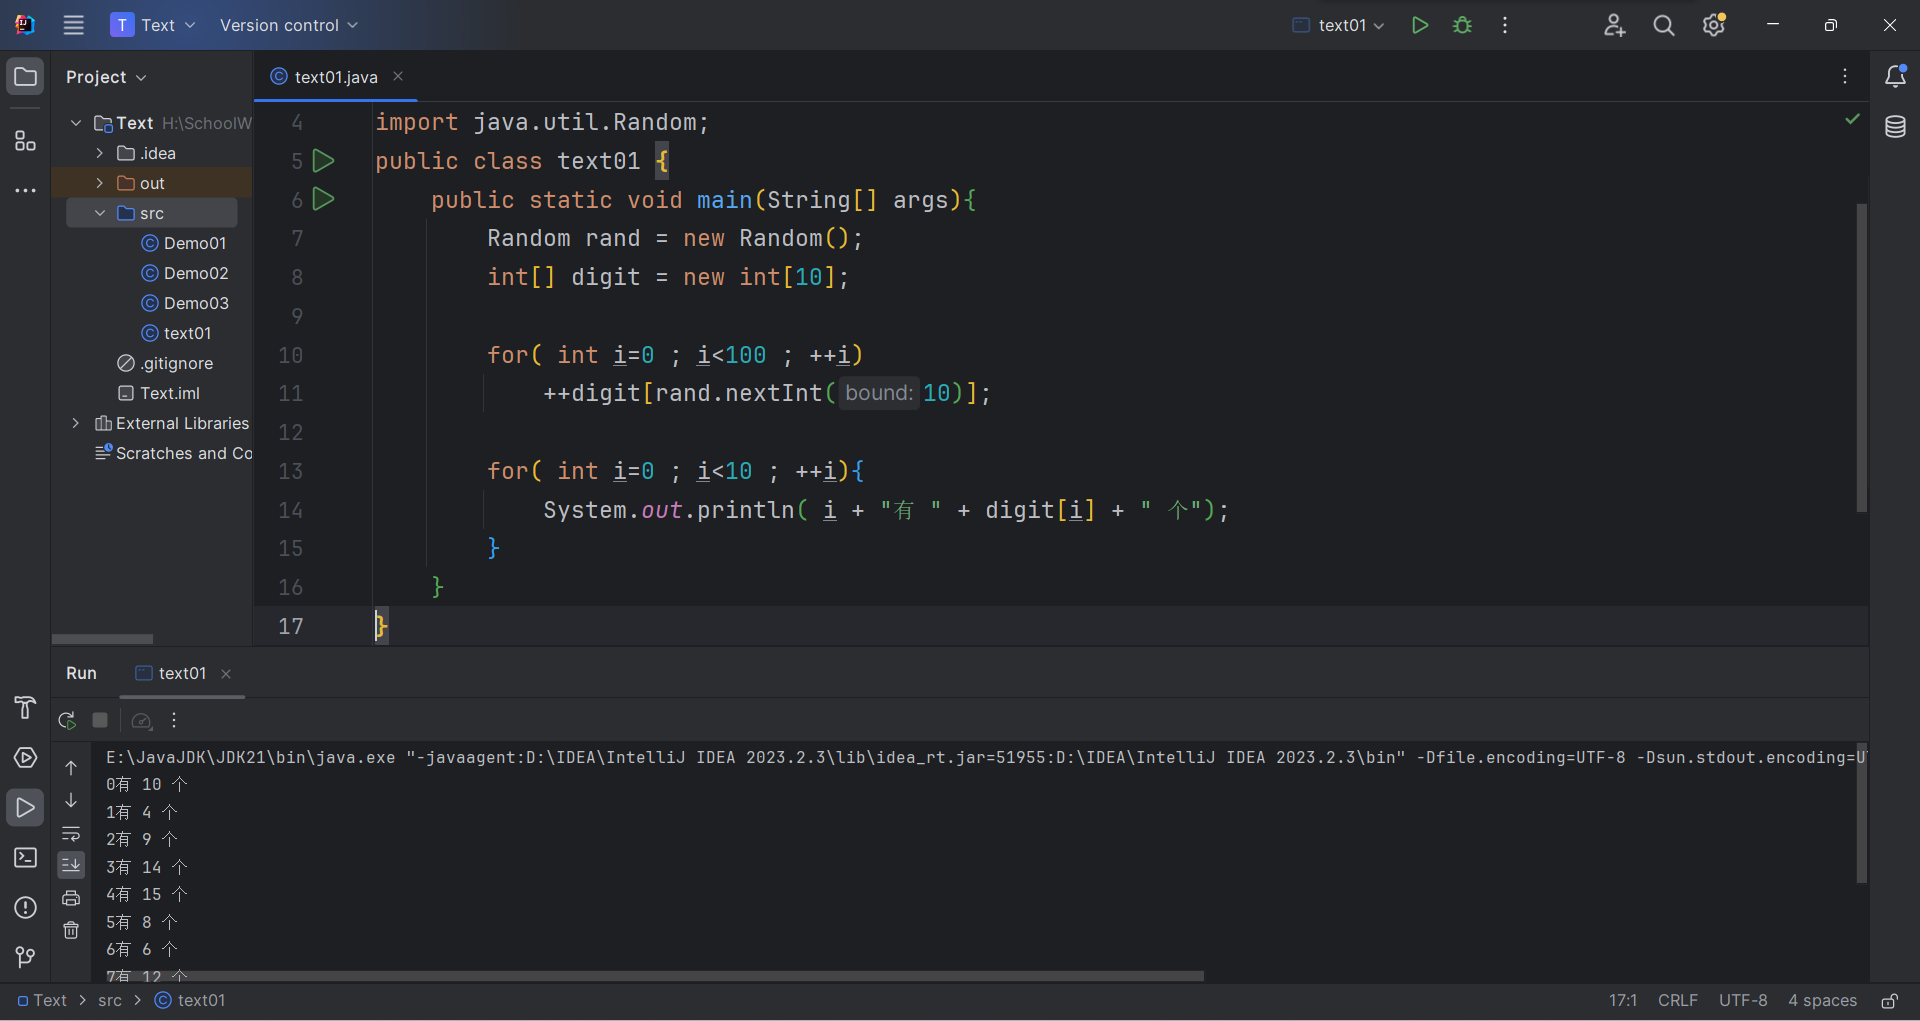 T Text Version control text01
Project
text01.java
Text H:\SchoolW
.idea
out
src
Demo01
Demo02
Demo03
text01
.gitignore
Text.iml
External Libraries
Scratches and Co
4 import java.util.Random;
5 public class text01 {
6 public static void main(String[] args){
7 Random rand = new Random();
8 int[] digit = new int[10];
9
10 for( int i=0 ; i<100 ; ++i)
11 ++digit[rand.nextInt( bound: 10)];
12
13 for( int i=0 ; i<10 ; ++i){
14 System.out.println( i + "有 " + digit[i] + " 个");
15 }
16 }
17 }
Run text01
E:\JavaJDK\JDK21\bin\java.exe "-javaagent:D:\IDEA\IntelliJ IDEA 2023.2.3\lib\idea_rt.jar=51955:D:\IDEA\IntelliJ IDEA 2023.2.3\bin" -Dfile.encoding=UTF-8 -Dsun.stdout.encoding=U
0有 10 个
1有 4 个
2有 9 个
3有 14 个
4有 15 个
5有 8 个
6有 6 个
7有 12 个
Text > src > text01
17:1 CRLF UTF-8 4 spaces